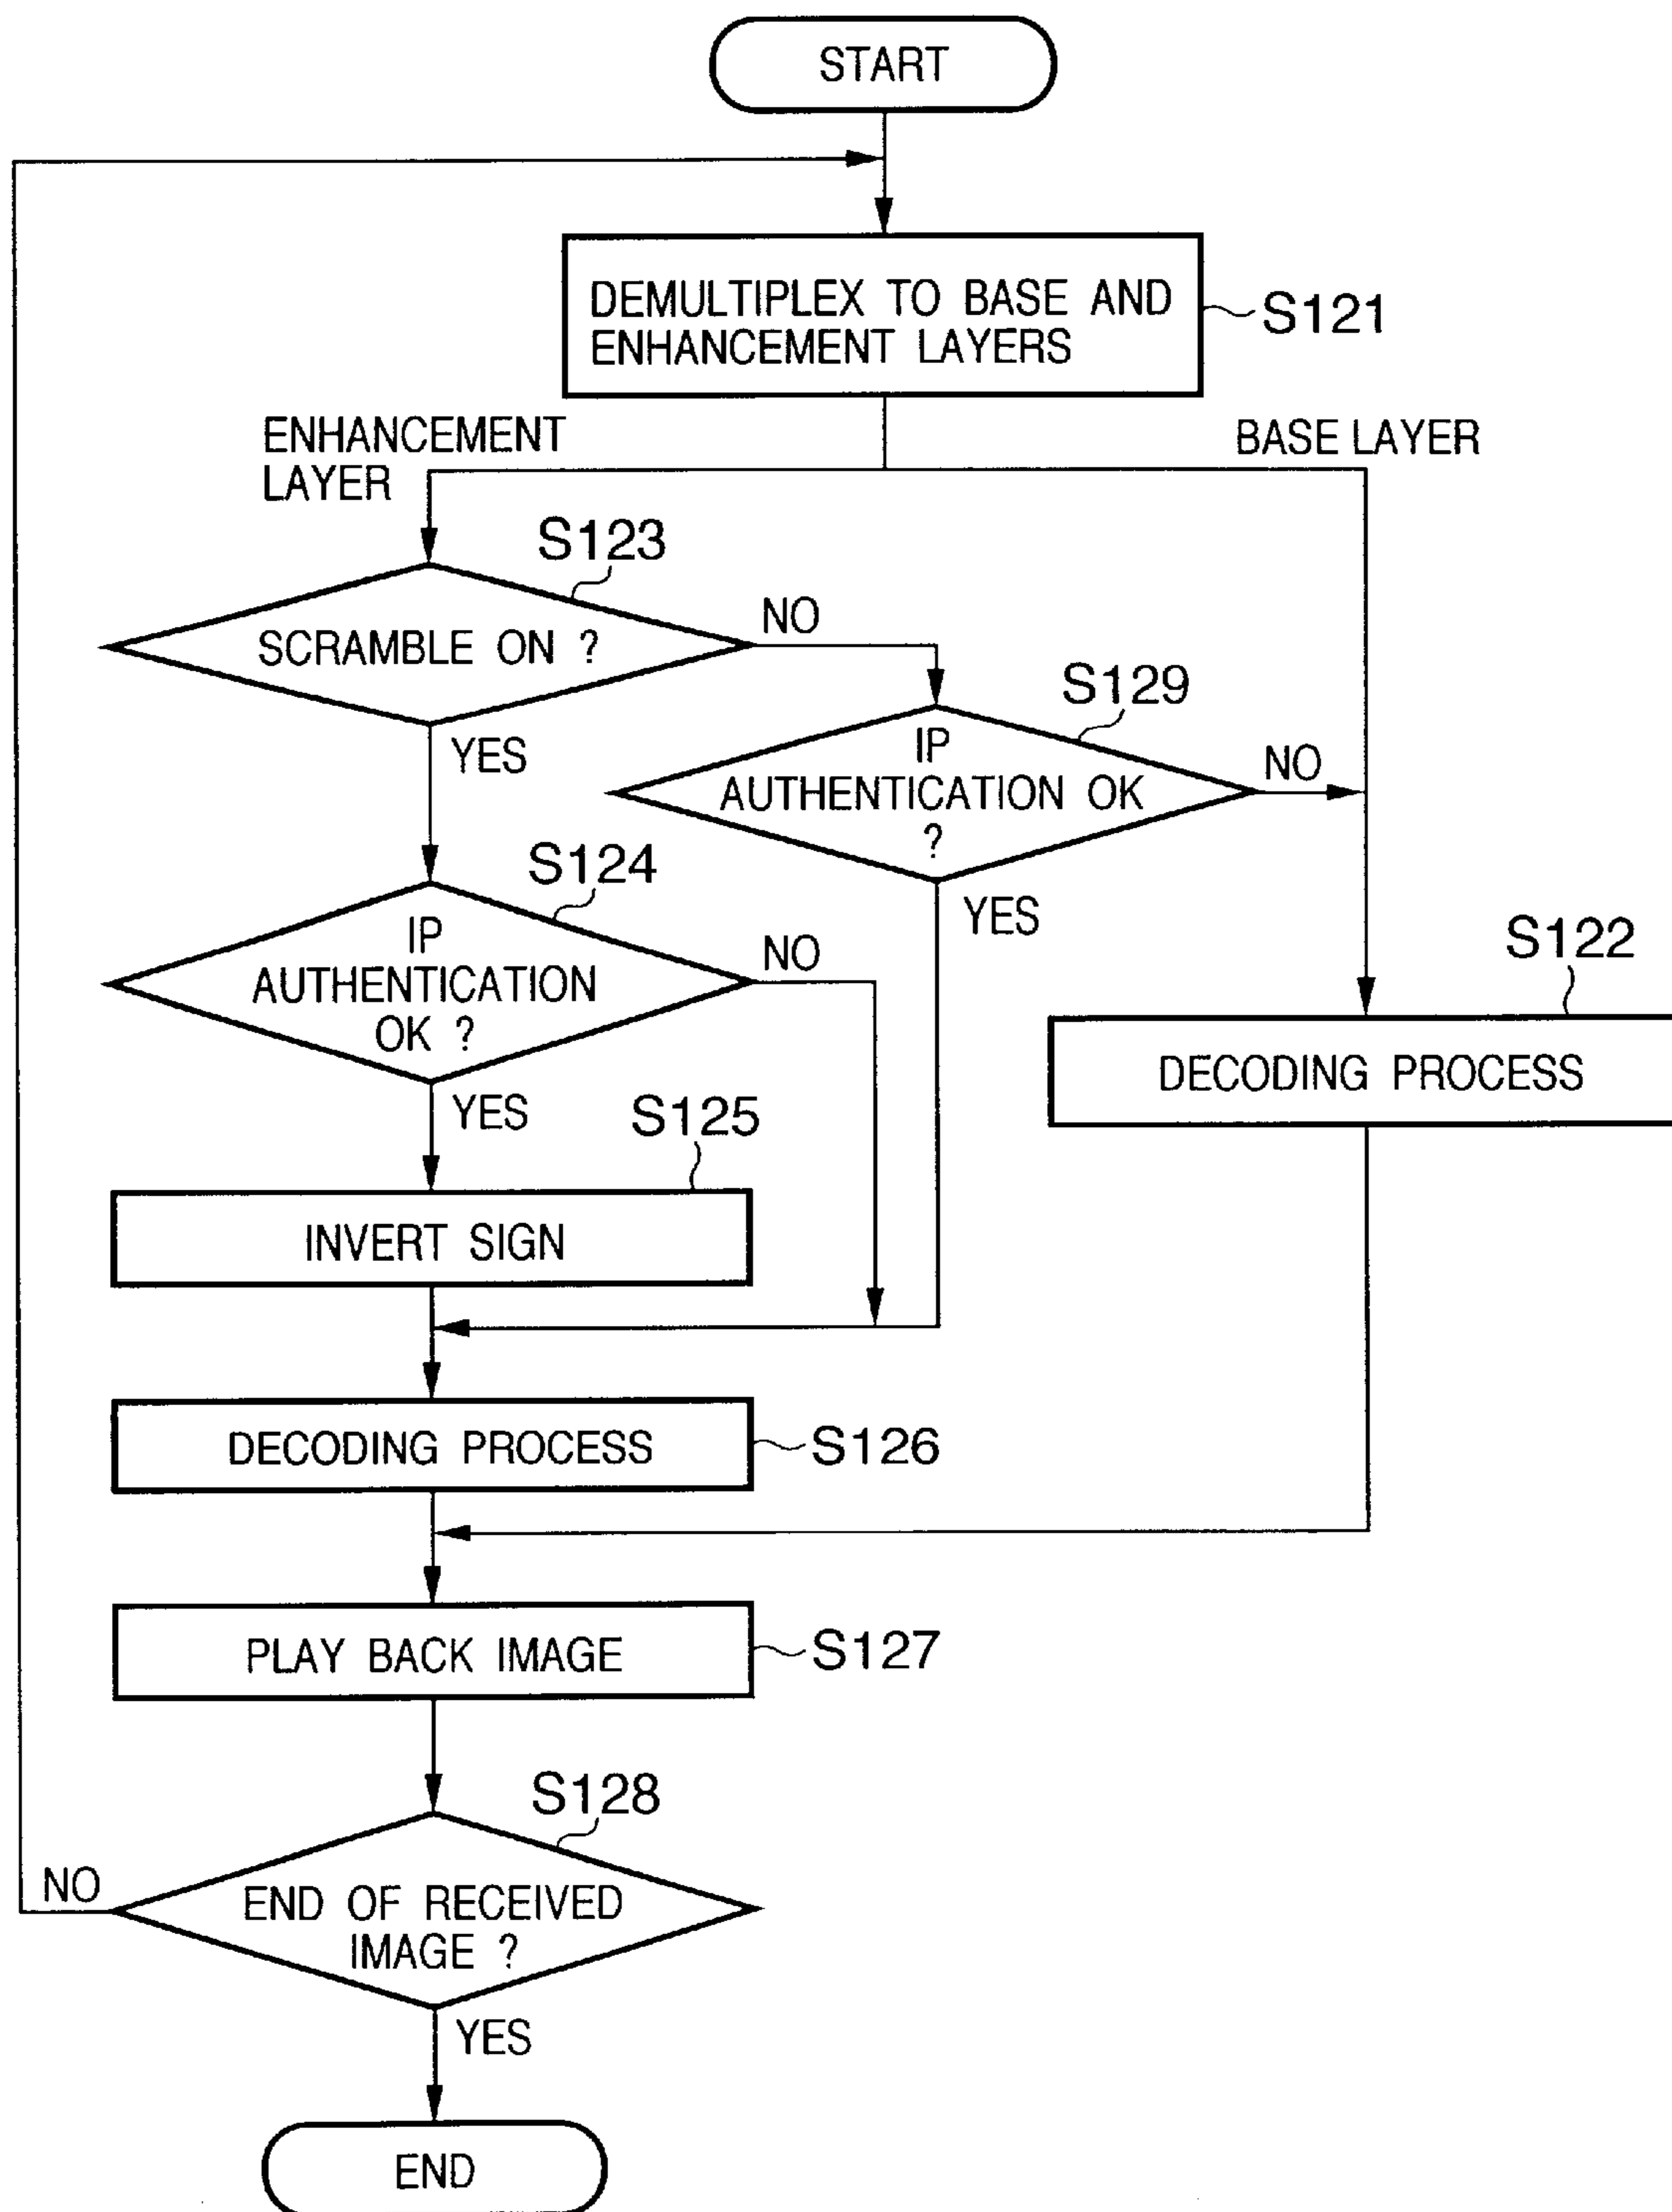 START
DEMULTIPLEX TO BASE AND
ENHANCEMENT LAYERS
S121
ENHANCEMENT
LAYER
BASE LAYER
S123
SCRAMBLE ON ?
NO
YES
S129
IP
AUTHENTICATION OK
?
NO
YES
S124
IP
AUTHENTICATION
OK ?
NO
YES
S122
DECODING PROCESS
S125
INVERT SIGN
DECODING PROCESS
S126
PLAY BACK IMAGE
S127
S128
END OF RECEIVED
IMAGE ?
NO
YES
END